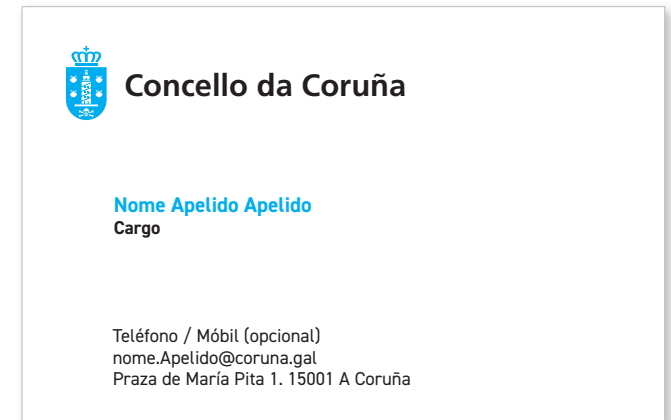 Concello da Coruña
Nome Apelido Apelido
Cargo
Teléfono / Móbil (opcional)
nome.Apelido@coruna.gal
Praza de María Pita 1. 15001 A Coruña